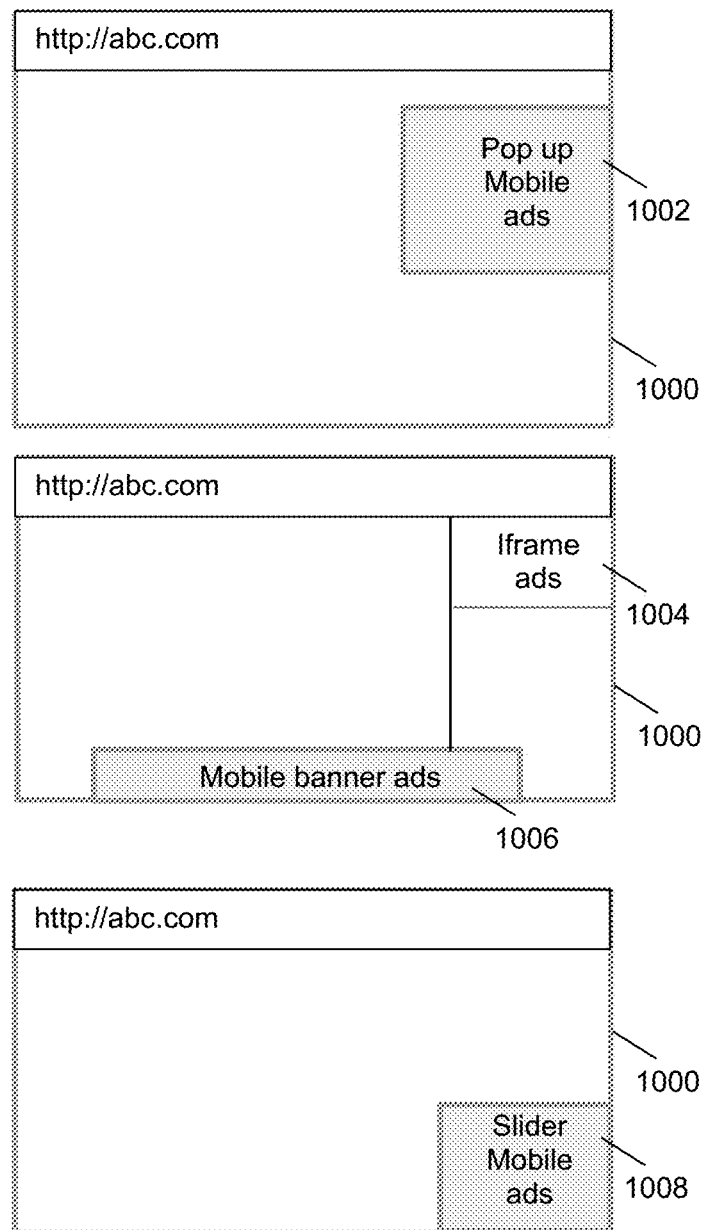 http://abc.com
Pop up
Mobile
ads
1002
1000
http://abc.com
Iframe
ads
1004
1000
Mobile banner ads
1006
http://abc.com
1000
Slider
Mobile
ads
1008